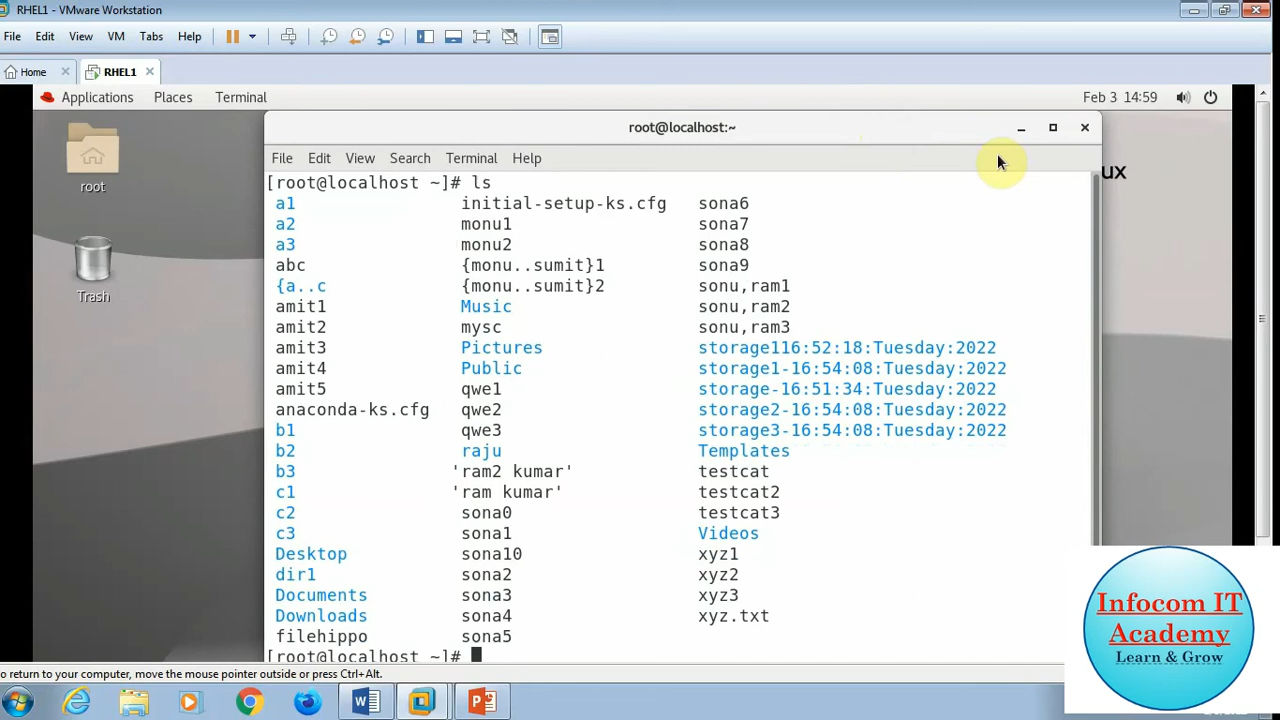 RHEL1 - VMware Workstation
File Edit View VM Tabs Help
Home RHEL1
Applications Places Terminal Feb 3 14:59
root@localhost:~
File Edit View Search Terminal Help
ux
root
Trash
[root@localhost ~]# ls
a1 initial-setup-ks.cfg sona6
a2 monu1 sona7
a3 monu2 sona8
abc {monu..sumit}1 sona9
{a..c {monu..sumit}2 sonu,ram1
amit1 Music sonu,ram2
amit2 mysc sonu,ram3
amit3 Pictures storage116:52:18:Tuesday:2022
amit4 Public storage1-16:54:08:Tuesday:2022
amit5 qwe1 storage-16:51:34:Tuesday:2022
anaconda-ks.cfg qwe2 storage2-16:54:08:Tuesday:2022
b1 qwe3 storage3-16:54:08:Tuesday:2022
b2 raju Templates
b3 'ram2 kumar' testcat
c1 'ram kumar' testcat2
c2 sona0 testcat3
c3 sona1 Videos
Desktop sona10 xyz1
dir1 sona2 xyz2
Documents sona3 xyz3
Downloads sona4 xyz.txt
filehippo sona5
[root@localhost ~]#
to return to your computer, move the mouse pointer outside or press Ctrl+Alt.
Infocom IT
Academy
Learn & Grow